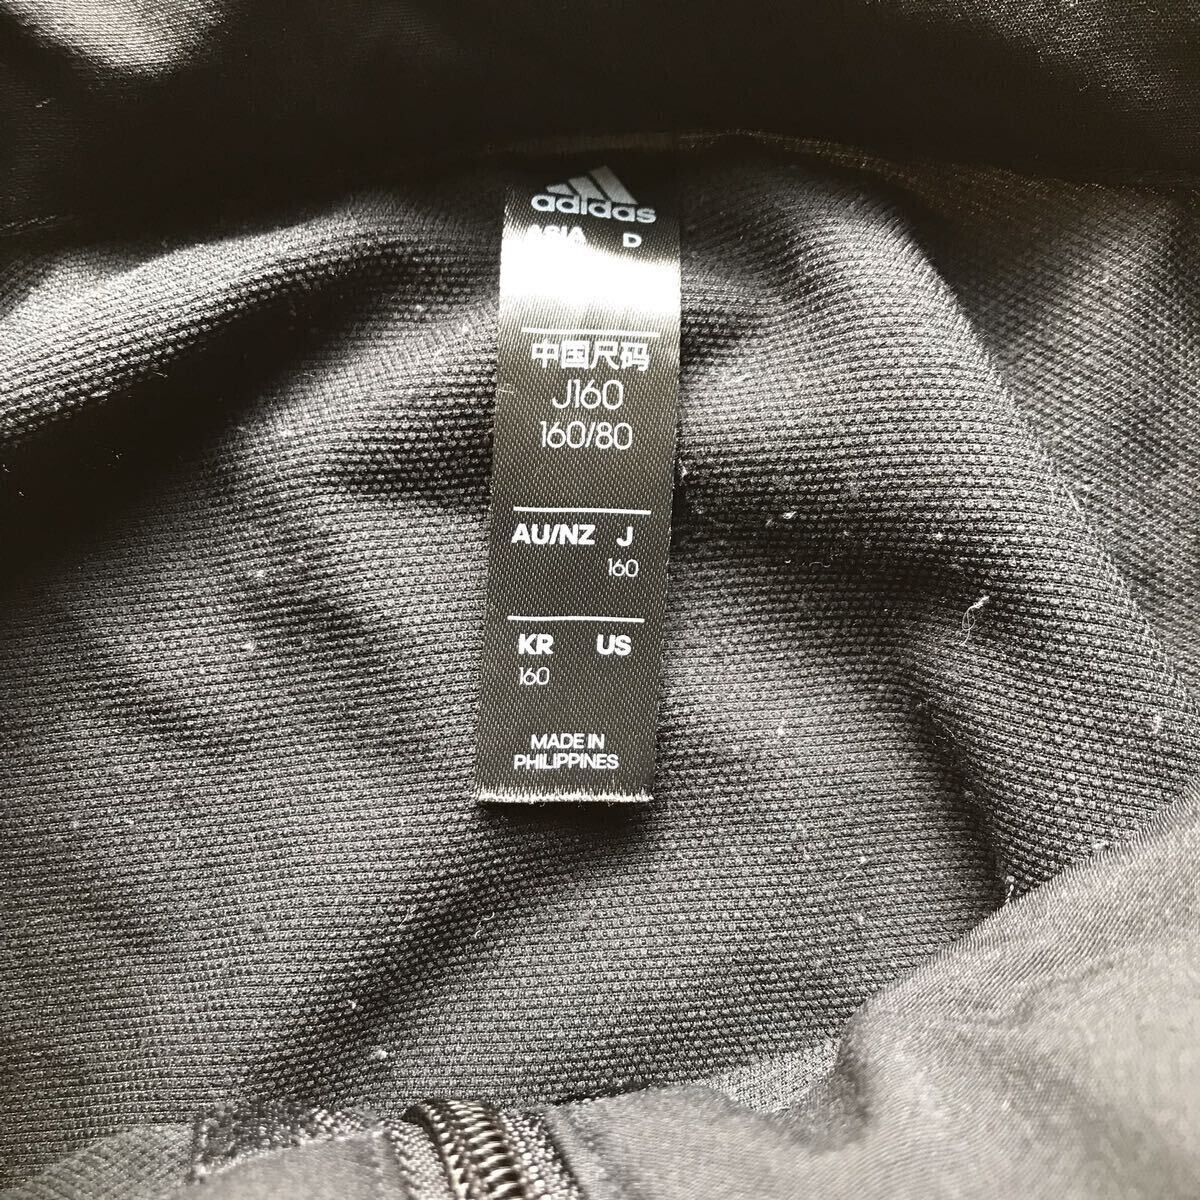 adidas
ASIA D
中国尺码
J160
160/80
AU/NZ J
160
KR US
160
MADE IN
PHILIPPINES